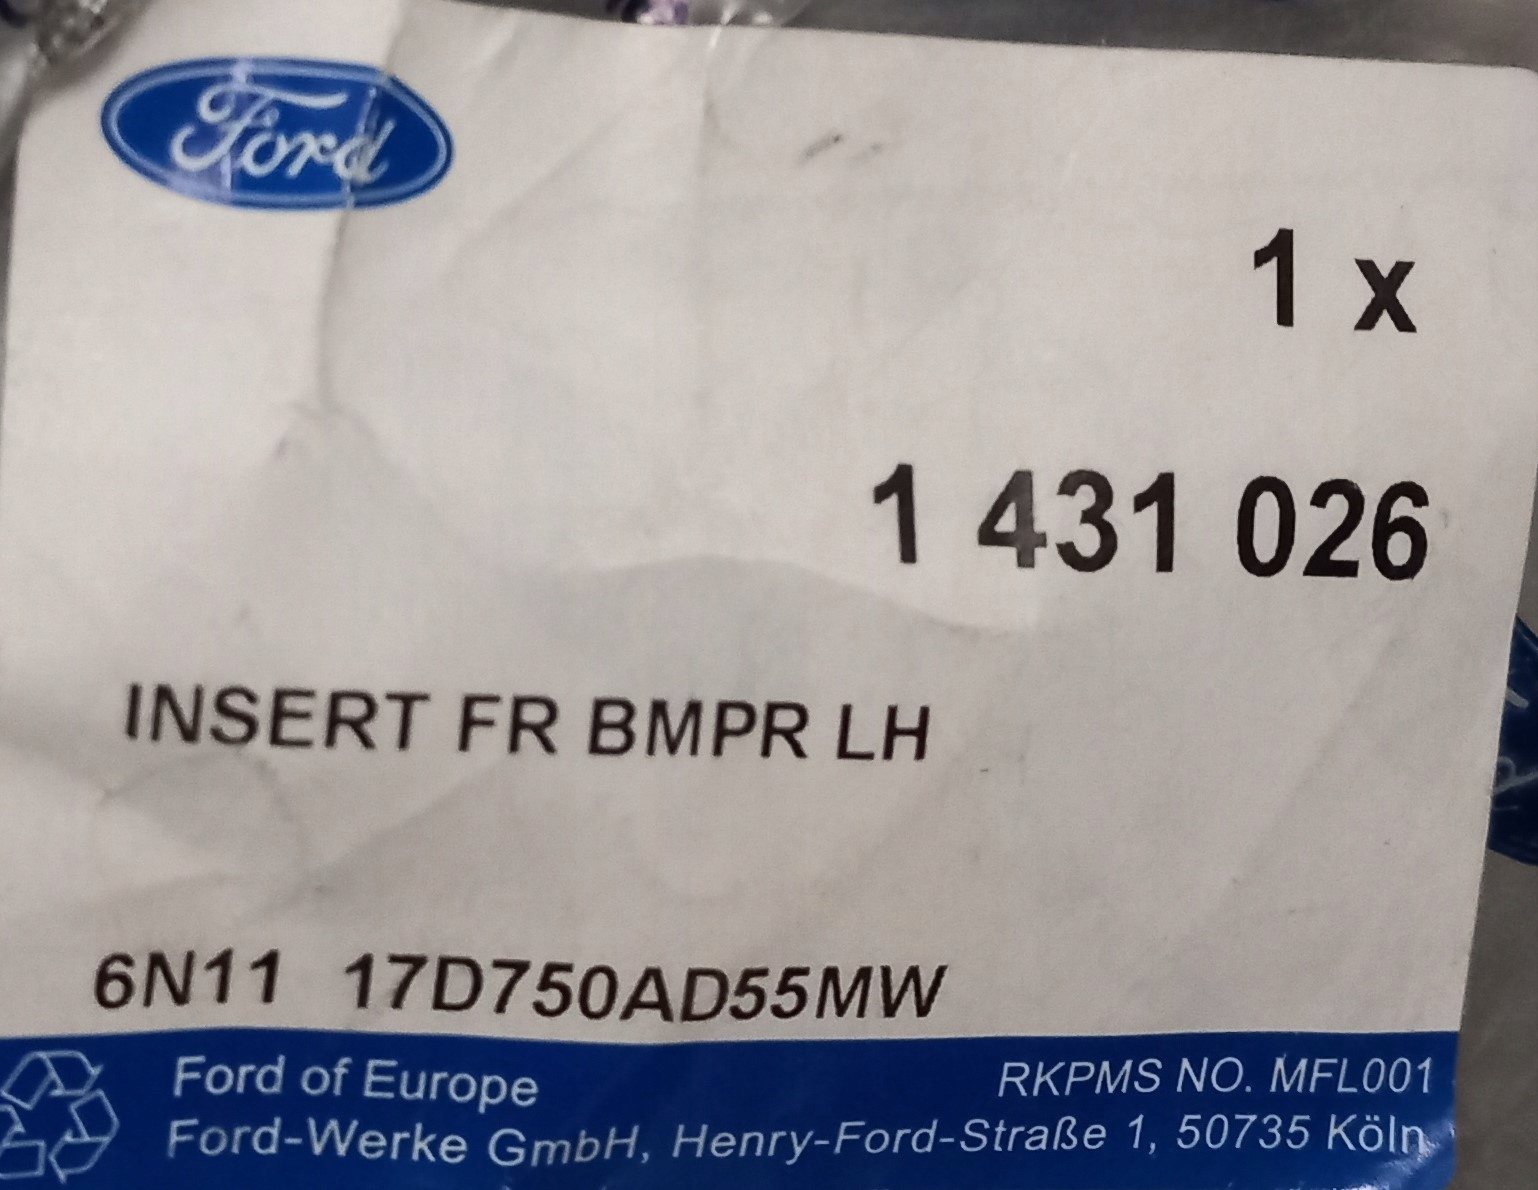 Ford
1 x
1 431 026
INSERT FR BMPR LH
6N11 17D750AD55MW
Ford of Europe
RKPMS NO. MFL001
Ford-Werke GmbH, Henry-Ford-Straße 1, 50735 Köln